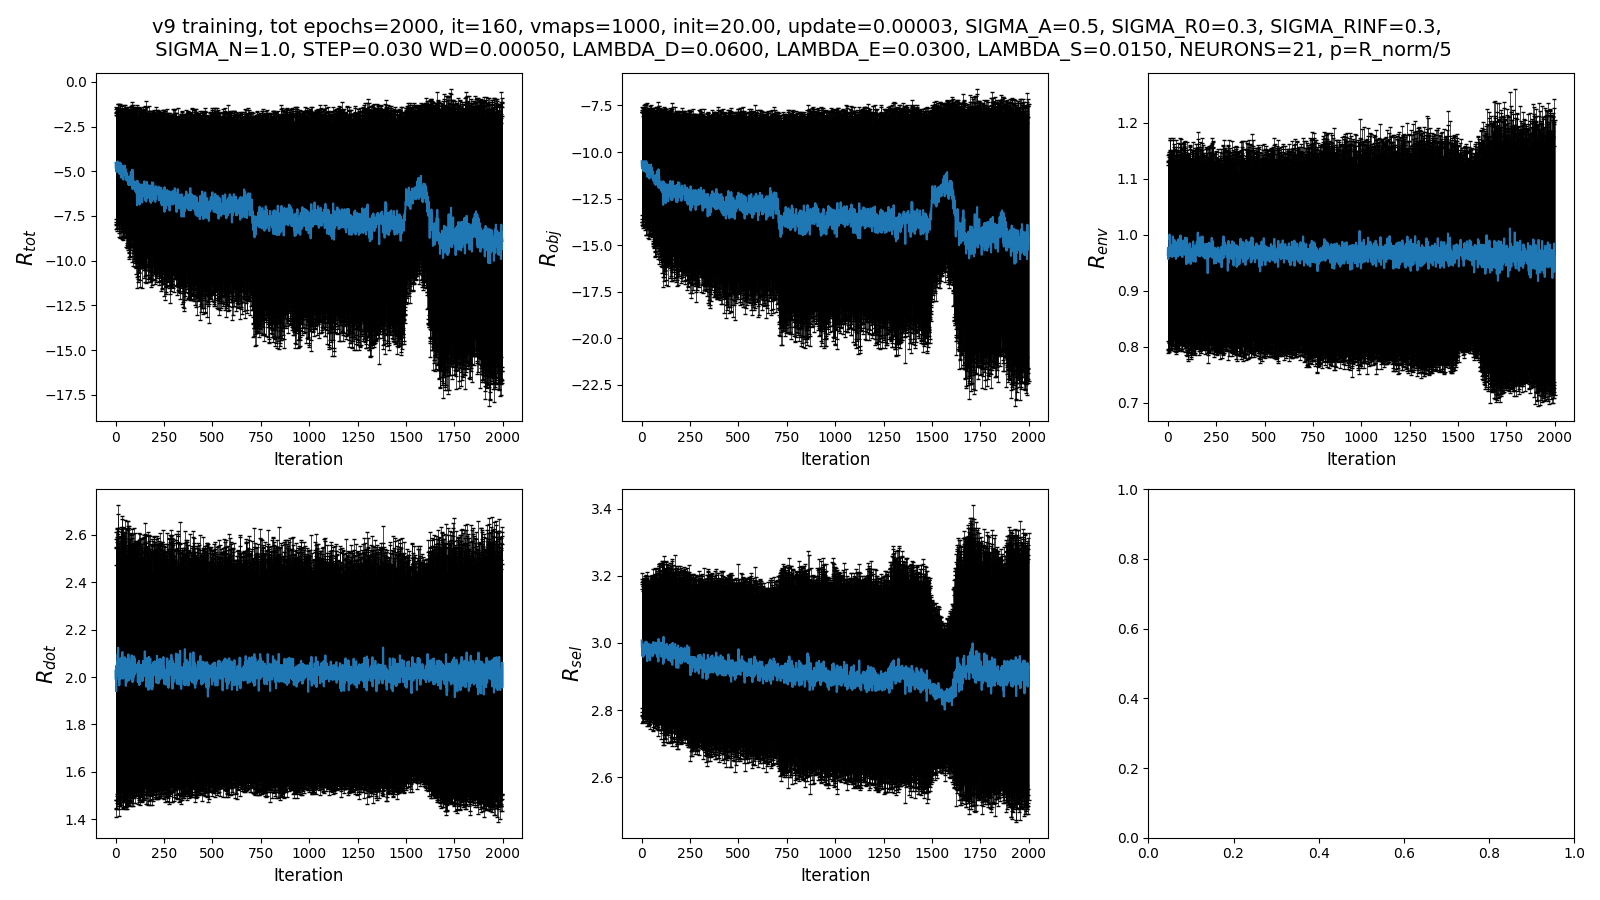 v9 training, tot epochs=2000, it=160, vmaps=1000, init=20.00, update=0.00003, SIGMA_A=0.5, SIGMA_R0=0.3, SIGMA_RINF=0.3,
SIGMA_N=1.0, STEP=0.030 WD=0.00050, LAMBDA_D=0.0600, LAMBDA_E=0.0300, LAMBDA_S=0.0150, NEURONS=21, p=R_norm/5
R_tot
0.0
−2.5
−5.0
−7.5
−10.0
−12.5
−15.0
−17.5
0 250 500 750 1000 1250 1500 1750 2000
Iteration
R_obj
−7.5
−10.0
−12.5
−15.0
−17.5
−20.0
−22.5
0 250 500 750 1000 1250 1500 1750 2000
Iteration
R_env
1.2
1.1
1.0
0.9
0.8
0.7
0 250 500 750 1000 1250 1500 1750 2000
Iteration
R_dot
2.6
2.4
2.2
2.0
1.8
1.6
1.4
0 250 500 750 1000 1250 1500 1750 2000
Iteration
R_sel
3.4
3.2
3.0
2.8
2.6
0 250 500 750 1000 1250 1500 1750 2000
Iteration
1.0
0.8
0.6
0.4
0.2
0.0
0.0 0.2 0.4 0.6 0.8 1.0